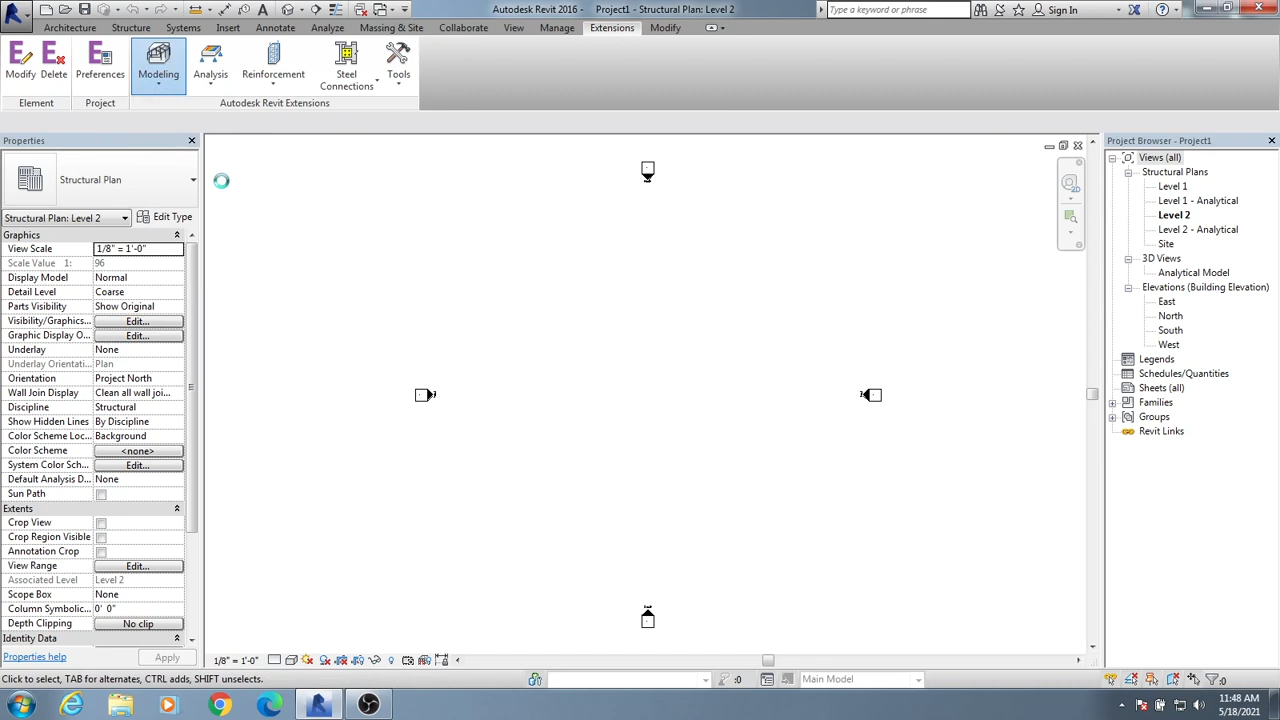 Autodesk Revit 2016 - Project1 - Structural Plan: Level 2
Type a keyword or phrase
Sign In
Architecture Structure Systems Insert Annotate Analyze Massing & Site Collaborate View Manage Extensions Modify
Modify Delete Preferences Modeling Analysis Reinforcement Steel Connections Tools
Element Project Autodesk Revit Extensions
Properties
Structural Plan
Structural Plan: Level 2 Edit Type
Graphics
View Scale 1/8" = 1'-0"
Scale Value 1: 96
Display Model Normal
Detail Level Coarse
Parts Visibility Show Original
Visibility/Graphics... Edit...
Graphic Display O... Edit...
Underlay None
Underlay Orientati... Plan
Orientation Project North
Wall Join Display Clean all wall joi...
Discipline Structural
Show Hidden Lines By Discipline
Color Scheme Loc... Background
Color Scheme <none>
System Color Sch... Edit...
Default Analysis D... None
Sun Path
Extents
Crop View
Crop Region Visible
Annotation Crop
View Range Edit...
Associated Level Level 2
Scope Box None
Column Symbolic... 0' 0"
Depth Clipping No clip
Identity Data
Properties help Apply
2D
Project Browser - Project1
Views (all)
Structural Plans
Level 1
Level 1 - Analytical
Level 2
Level 2 - Analytical
Site
3D Views
Analytical Model
Elevations (Building Elevation)
East
North
South
West
Legends
Schedules/Quantities
Sheets (all)
Families
Groups
Revit Links
1/8" = 1'-0"
Click to select, TAB for alternates, CTRL adds, SHIFT unselects.
:0 Main Model :0
11:48 AM
5/18/2021